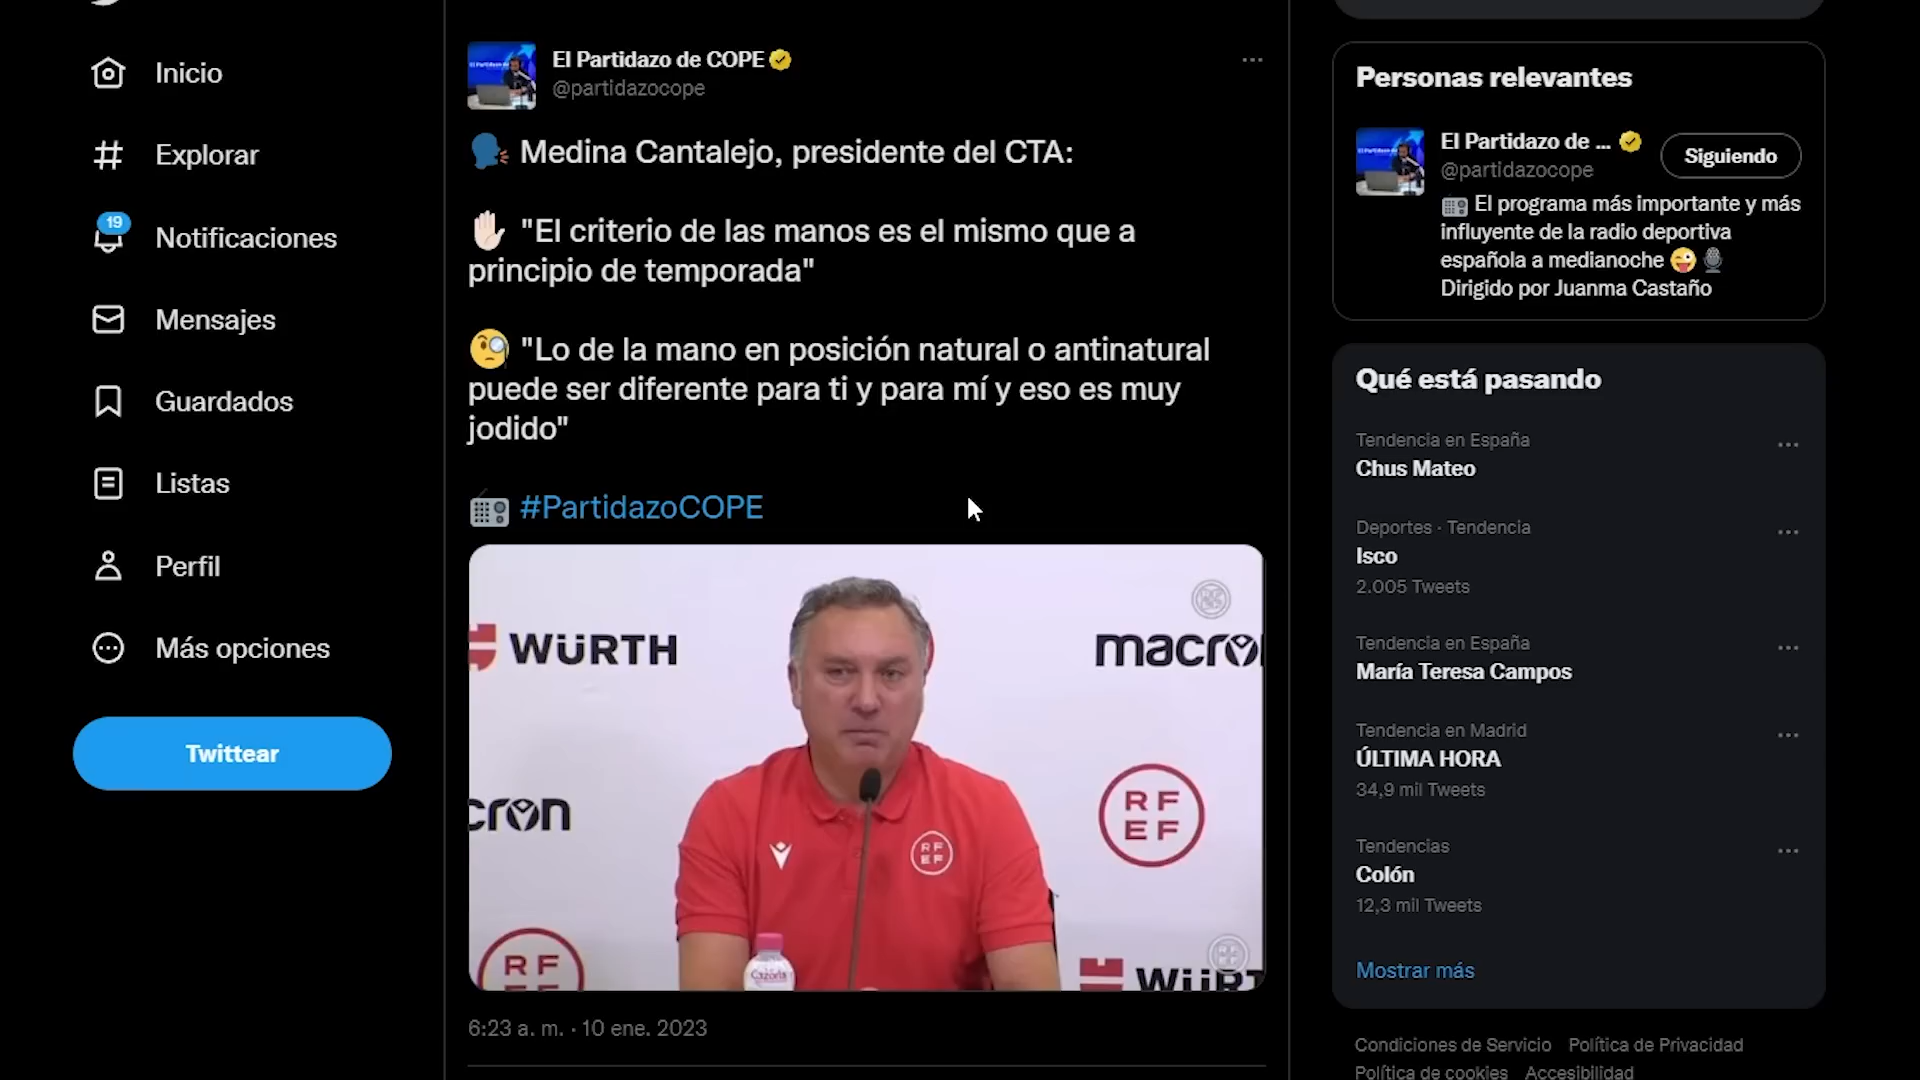 Inicio
Explorar
19
Notificaciones
Mensajes
Guardados
Listas
Perfil
Más opciones
Twittear
El Partidazo de COPE
@partidazocope
Medina Cantalejo, presidente del CTA:
"El criterio de las manos es el mismo que a
principio de temporada"
"Lo de la mano en posición natural o antinatural
puede ser diferente para ti y para mí y eso es muy
jodido"
#PartidazoCOPE
WÜRTH
macron
cron
RF
EF
RF
EF
RF
EF
Cazorla
WÜRT
6:23 a. m. · 10 ene. 2023
Personas relevantes
El Partidazo de ...
@partidazocope
Siguiendo
El programa más importante y más
influyente de la radio deportiva
española a medianoche
Dirigido por Juanma Castaño
Qué está pasando
Tendencia en España
Chus Mateo
Deportes · Tendencia
Isco
2.005 Tweets
Tendencia en España
María Teresa Campos
Tendencia en Madrid
ÚLTIMA HORA
34,9 mil Tweets
Tendencias
Colón
12,3 mil Tweets
Mostrar más
Condiciones de Servicio Política de Privacidad
Política de cookies Accesibilidad